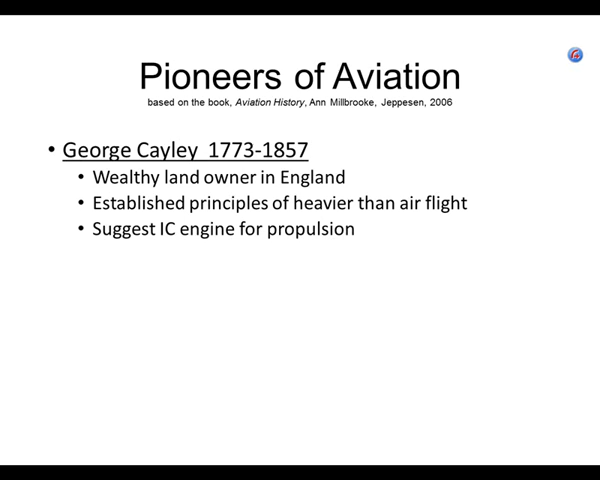 Pioneers of Aviation
based on the book, Aviation History, Ann Millbrooke, Jeppesen, 2006
• George Cayley 1773-1857
• Wealthy land owner in England
• Established principles of heavier than air flight
• Suggest IC engine for propulsion